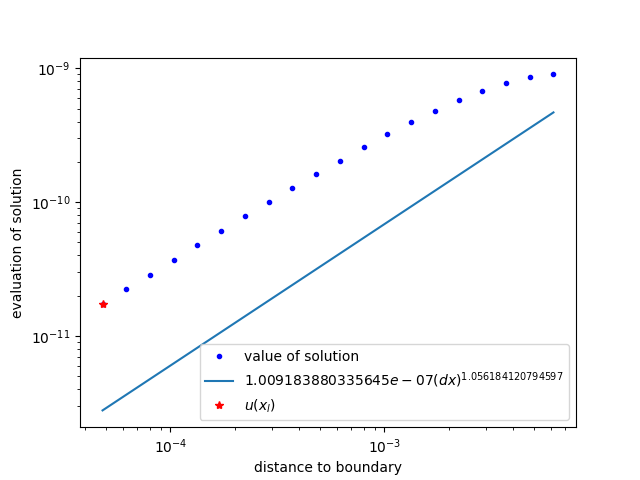 10⁻⁹
10⁻¹⁰
10⁻¹¹
evaluation of solution
value of solution
1.009183880335645e − 07(dx)^1.056184120794597
u(x_l)
10⁻⁴
10⁻³
distance to boundary